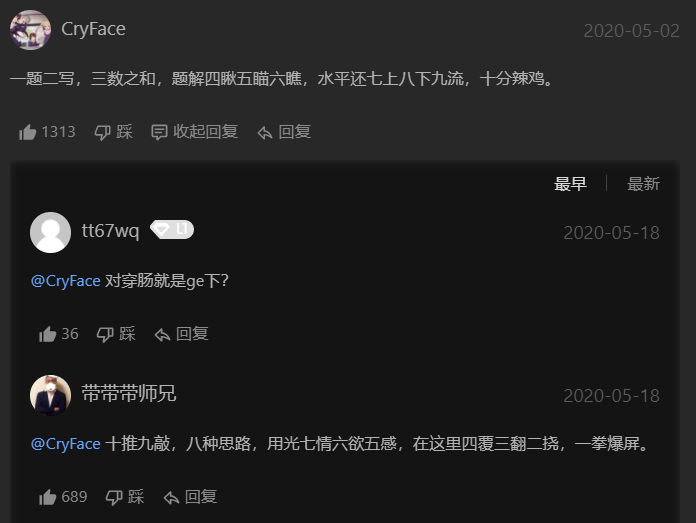 CryFace 2020-05-02
一题二写，三数之和，题解四瞅五瞄六瞧，水平还七上八下九流，十分辣鸡。
1313 踩 收起回复 回复
最早 最新
tt67wq L1 2020-05-18
@CryFace 对穿肠就是ge下?
36 踩 回复
带带带师兄 2020-05-18
@CryFace 十推九敲，八种思路，用光七情六欲五感，在这里四覆三翻二挠，一拳爆屏。
689 踩 回复